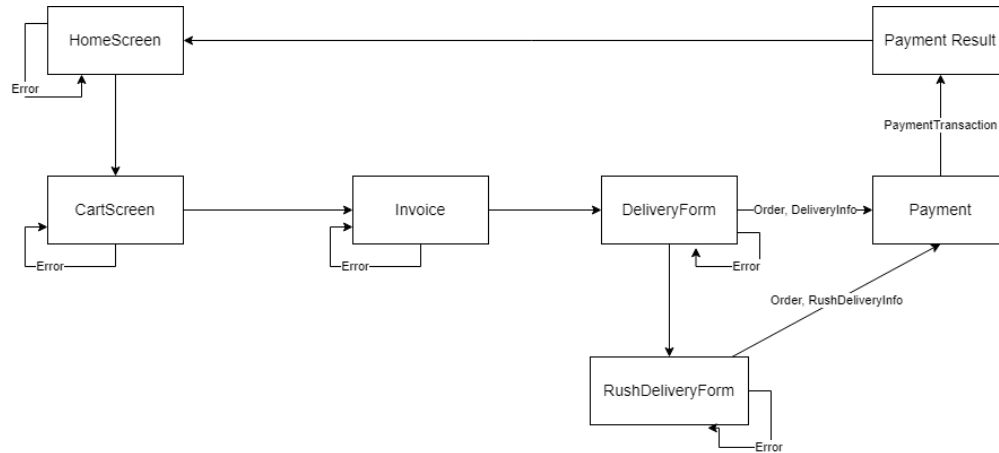 HomeScreen
Payment Result
Error
PaymentTransaction
CartScreen
Invoice
DeliveryForm
Order, DeliveryInfo
Payment
Error
Error
Error
Order, RushDeliveryInfo
RushDeliveryForm
Error